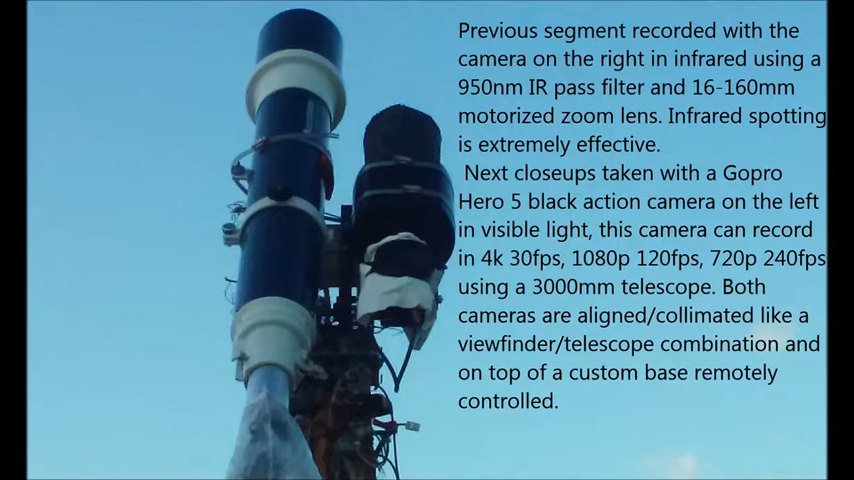 Previous segment recorded with the
camera on the right in infrared using a
950nm IR pass filter and 16-160mm
motorized zoom lens. Infrared spotting
is extremely effective.
Next closeups taken with a Gopro
Hero 5 black action camera on the left
in visible light, this camera can record
in 4k 30fps, 1080p 120fps, 720p 240fps
using a 3000mm telescope. Both
cameras are aligned/collimated like a
viewfinder/telescope combination and
on top of a custom base remotely
controlled.